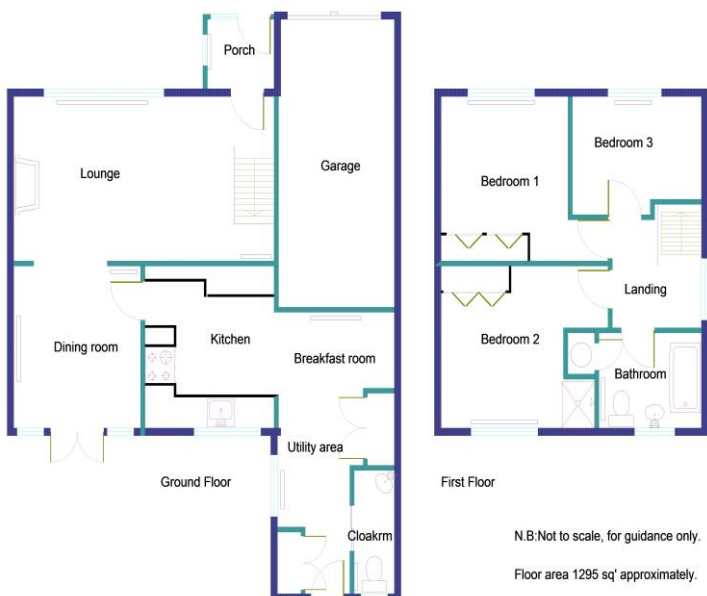 Porch
Lounge
Garage
Bedroom 1
Bedroom 3
Dining room
Kitchen
Breakfast room
Bedroom 2
Landing
Bathroom
Utility area
Ground Floor
First Floor
Cloakrm
N.B:Not to scale, for guidance only.
Floor area 1295 sq' approximately.